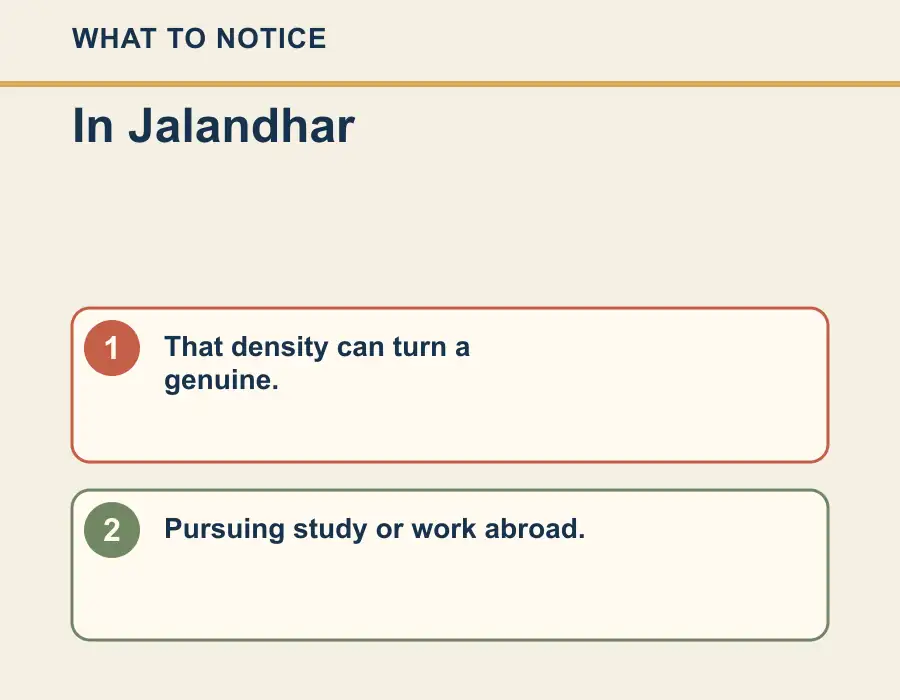 WHAT TO NOTICE
In Jalandhar
1
That density can turn a
genuine.
2
Pursuing study or work abroad.